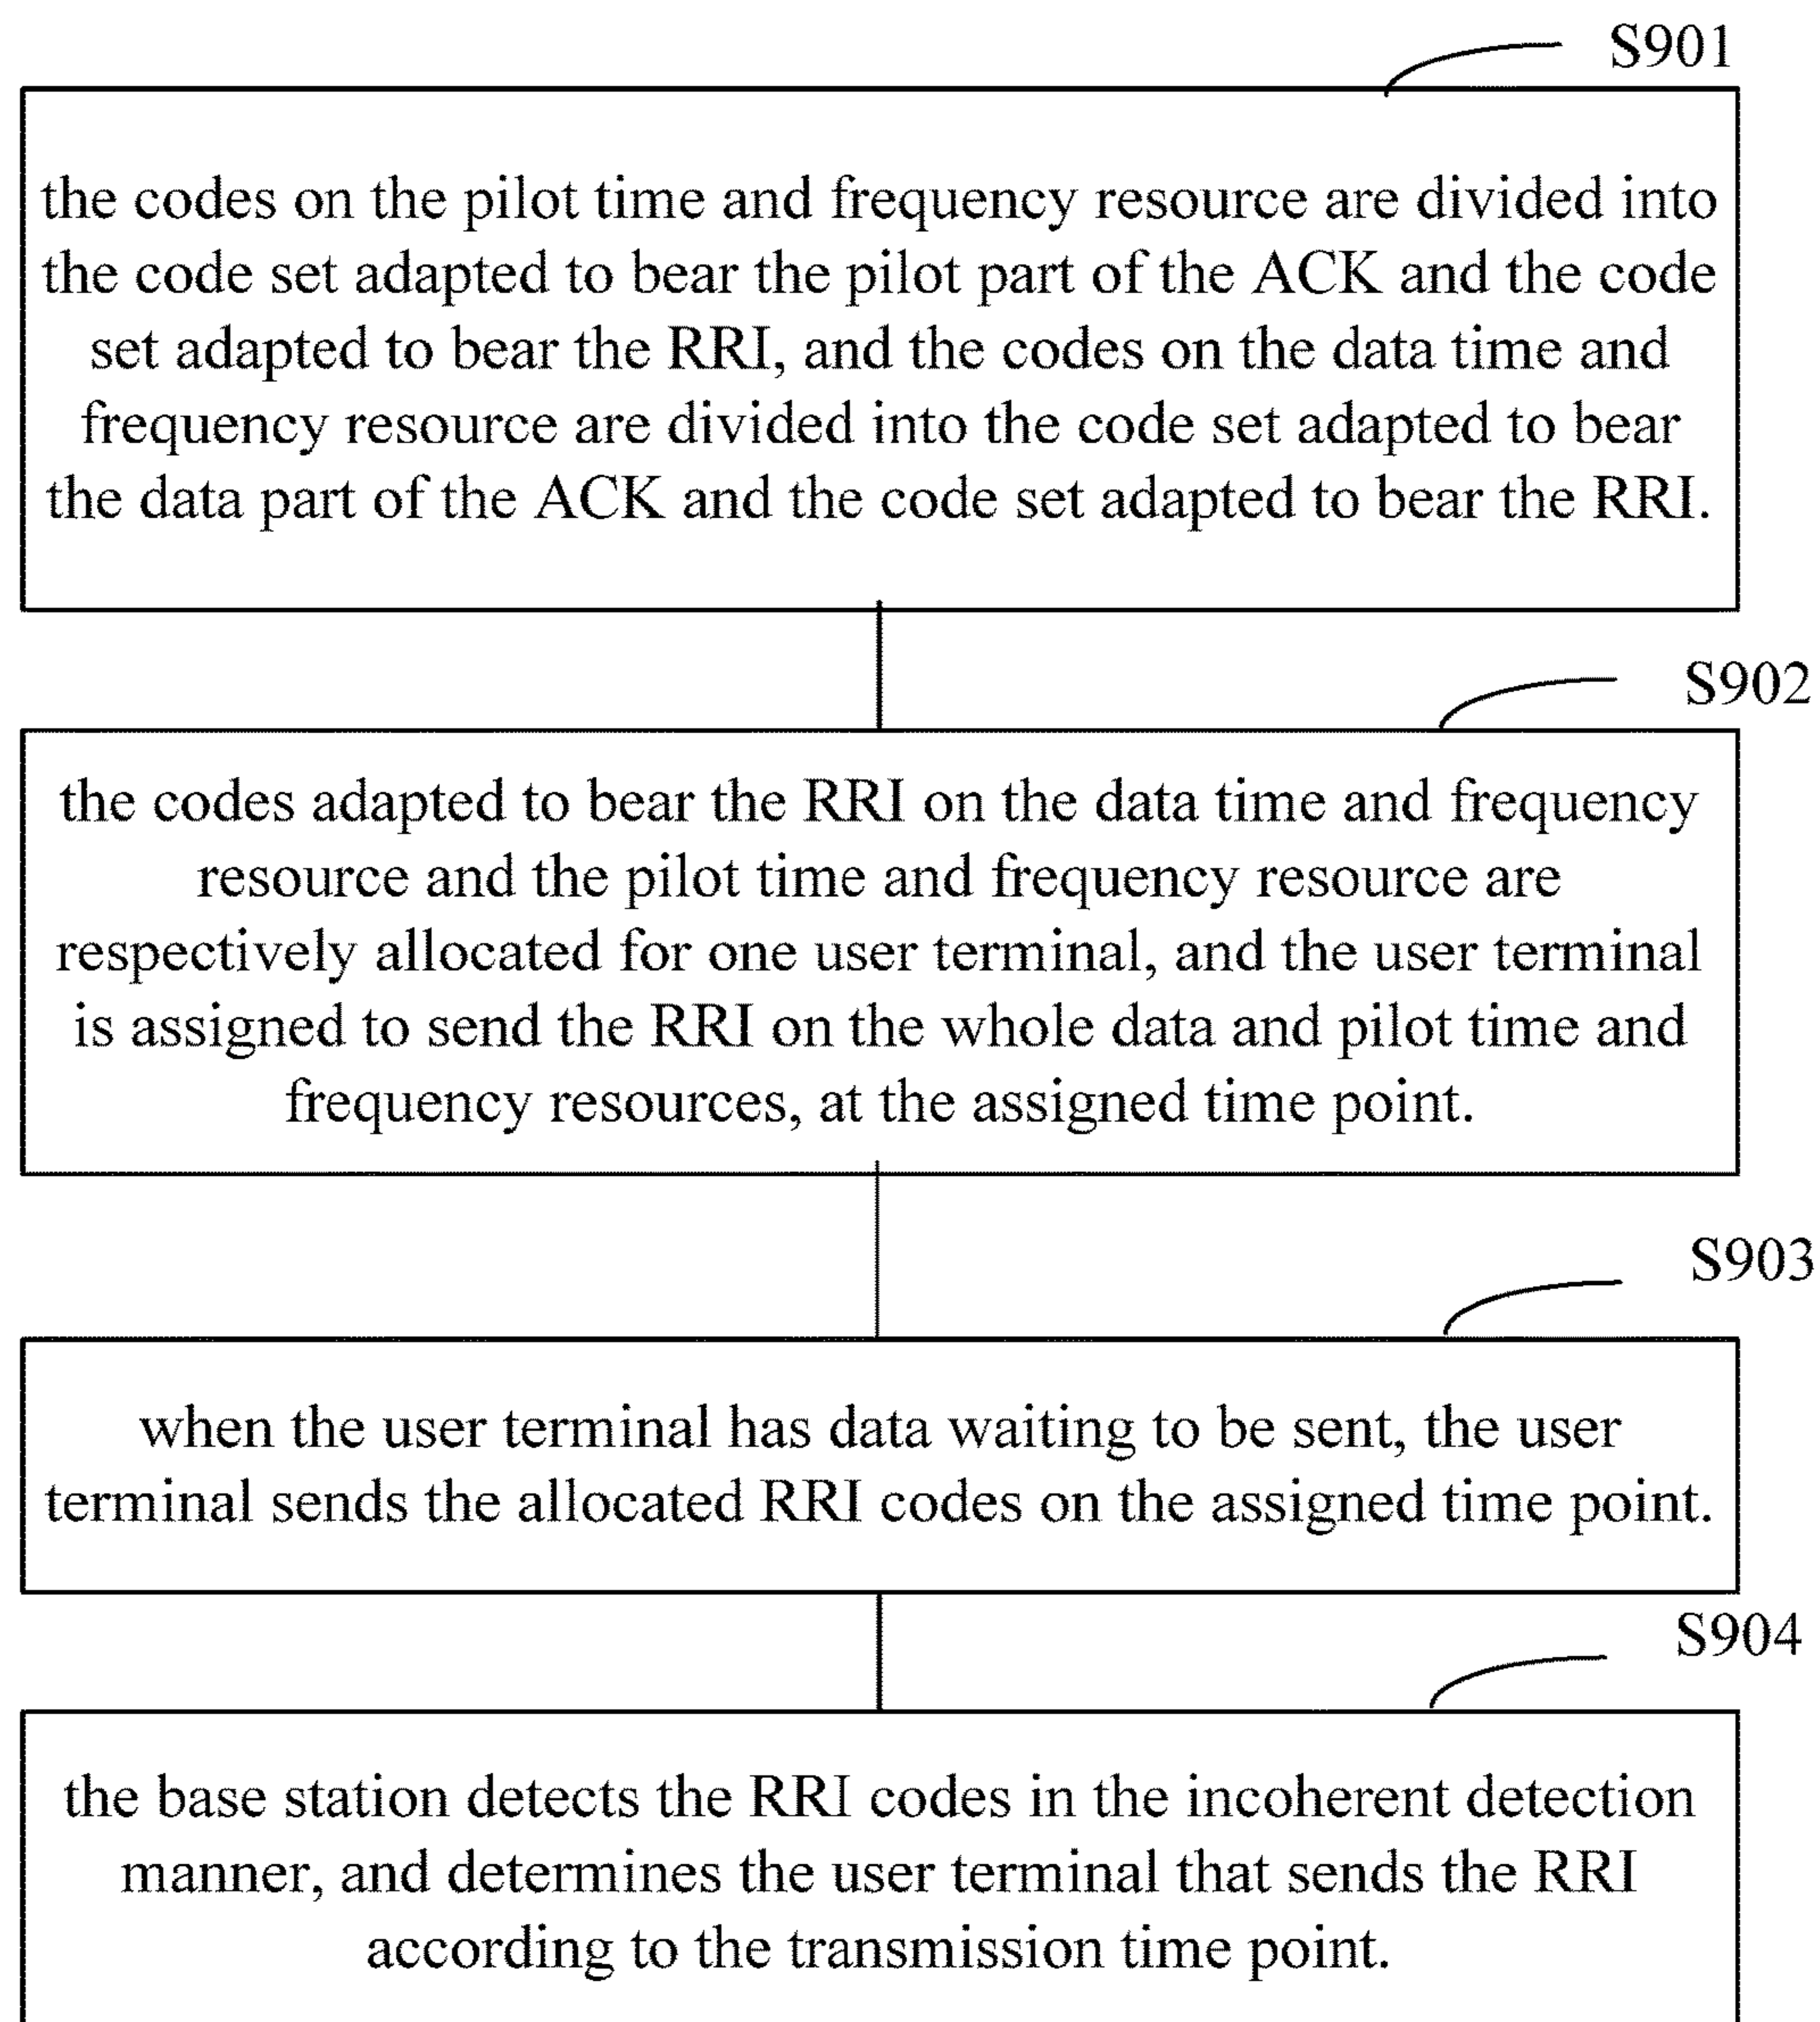 S901
the codes on the pilot time and frequency resource are divided into
the code set adapted to bear the pilot part of the ACK and the code
set adapted to bear the RRI, and the codes on the data time and
frequency resource are divided into the code set adapted to bear
the data part of the ACK and the code set adapted to bear the RRI.
S902
the codes adapted to bear the RRI on the data time and frequency
resource and the pilot time and frequency resource are
respectively allocated for one user terminal, and the user terminal
is assigned to send the RRI on the whole data and pilot time and
frequency resources, at the assigned time point.
S903
when the user terminal has data waiting to be sent, the user
terminal sends the allocated RRI codes on the assigned time point.
S904
the base station detects the RRI codes in the incoherent detection
manner, and determines the user terminal that sends the RRI
according to the transmission time point.